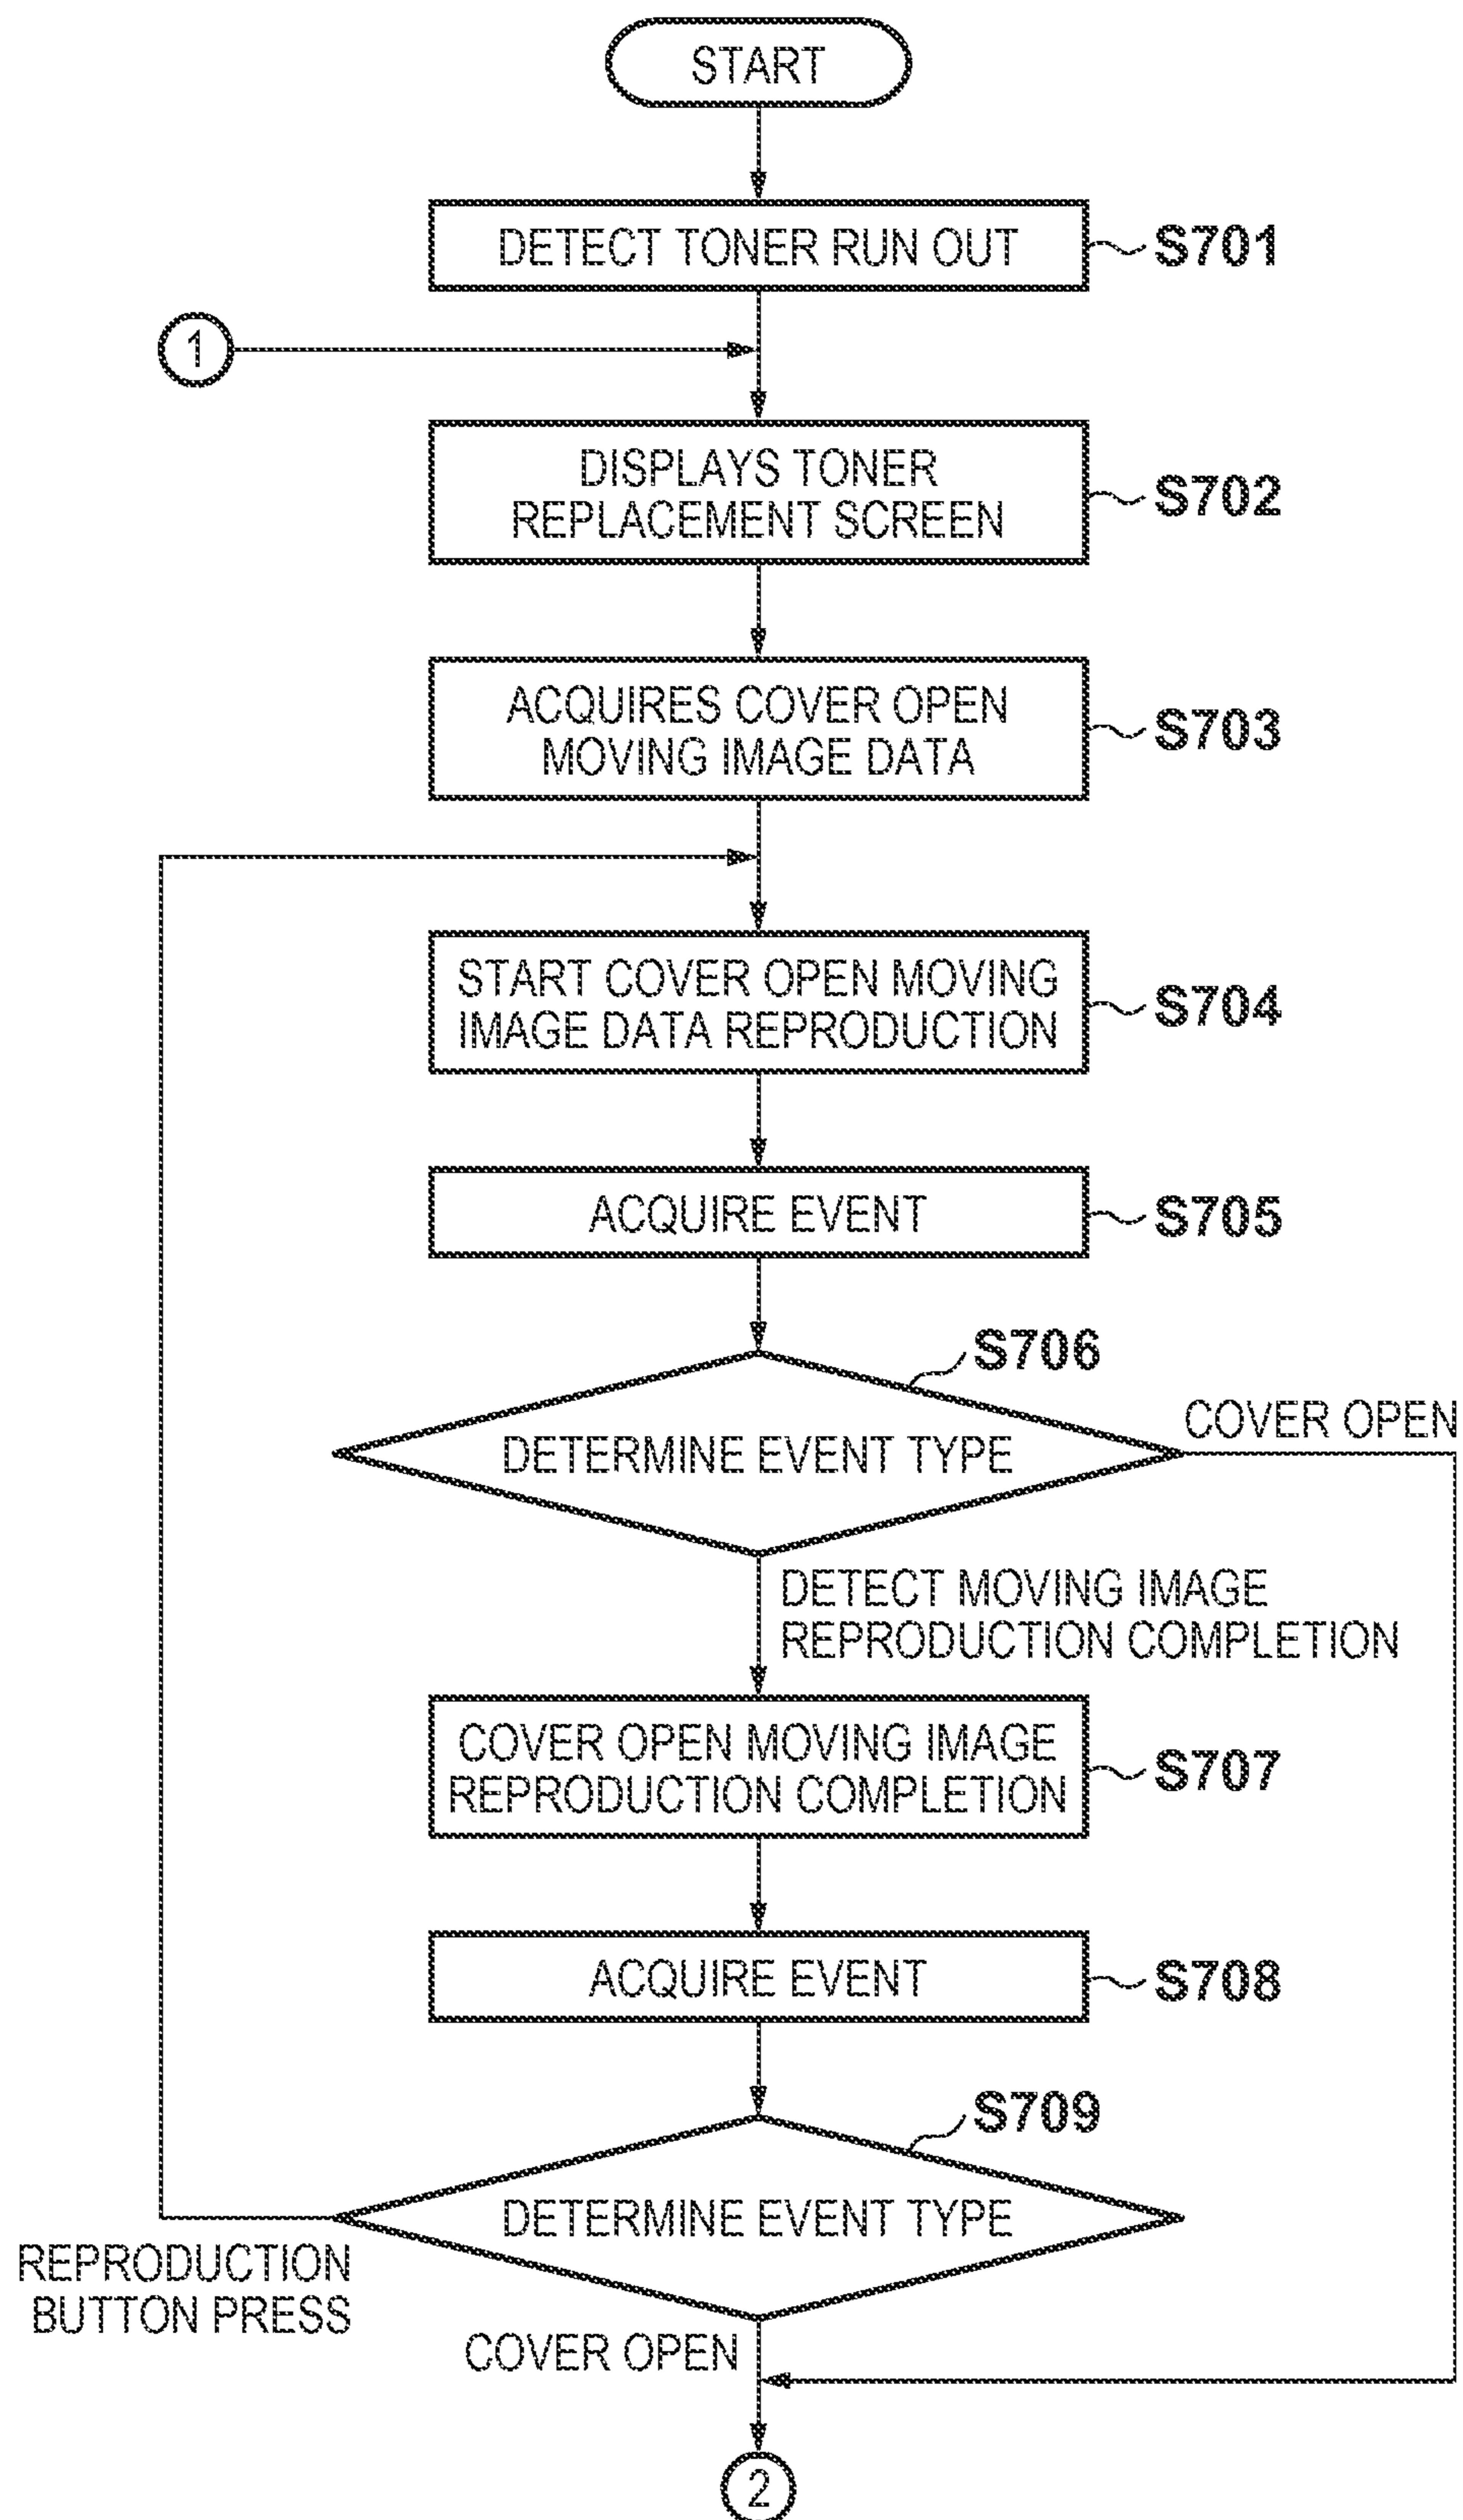 START
DETECT TONER RUN OUT
S701
1
DISPLAYS TONER
REPLACEMENT SCREEN
S702
ACQUIRES COVER OPEN
MOVING IMAGE DATA
S703
START COVER OPEN MOVING
IMAGE DATA REPRODUCTION
S704
ACQUIRE EVENT
S705
S706
DETERMINE EVENT TYPE
COVER OPEN
DETECT MOVING IMAGE
REPRODUCTION COMPLETION
COVER OPEN MOVING IMAGE
REPRODUCTION COMPLETION
S707
ACQUIRE EVENT
S708
S709
DETERMINE EVENT TYPE
REPRODUCTION
BUTTON PRESS
COVER OPEN
2